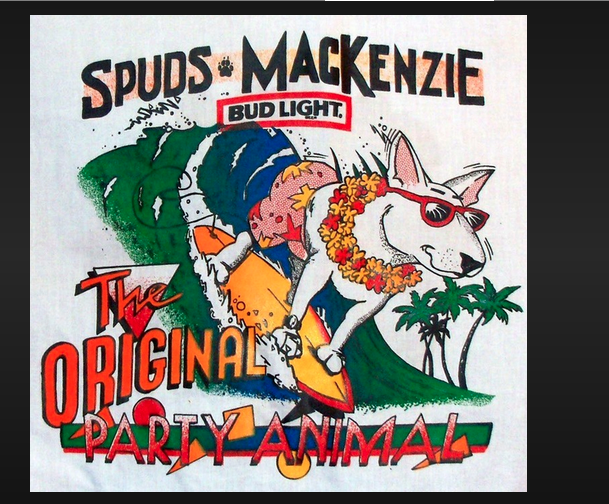 SPUDS MACKENZIE
BUD LIGHT.
The
ORIGINAL
PARTY ANIMAL